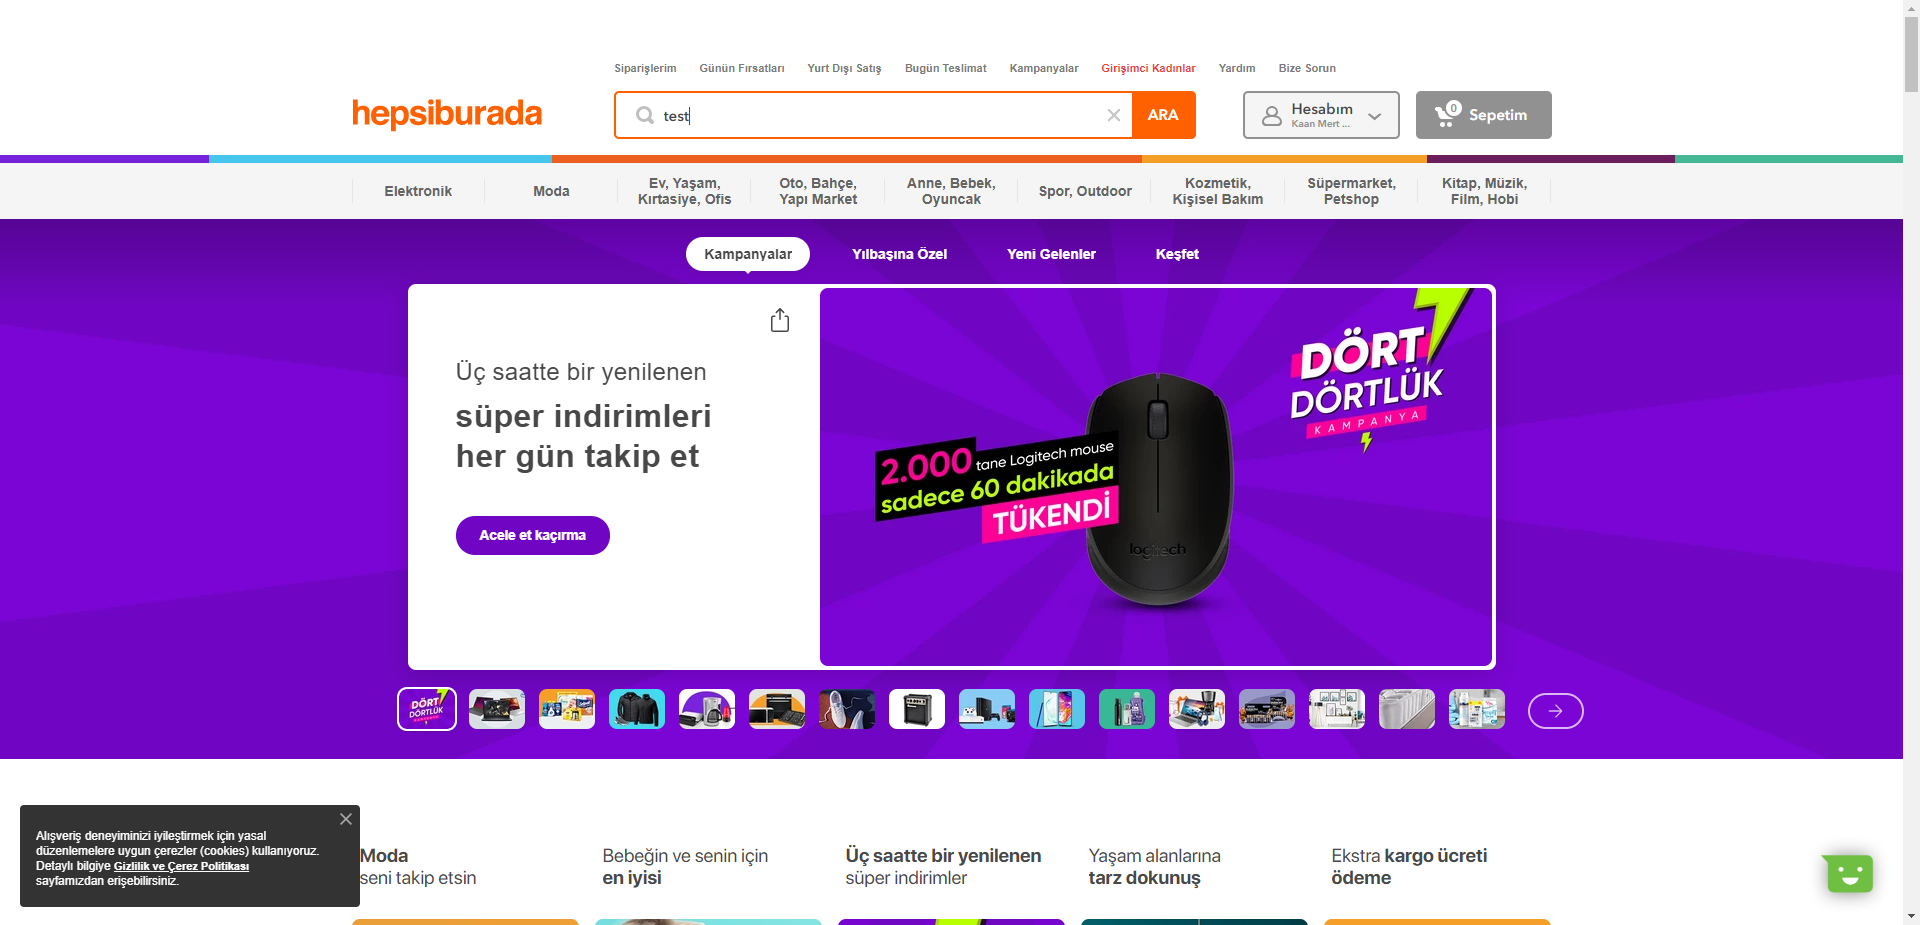 Siparişlerim
Günün Fırsatları
Yurt Dışı Satış
Bugün Teslimat
Kampanyalar
Girişimci Kadınlar
Yardım
Bize Sorun
hepsiburada
test
ARA
Hesabım
Kaan Mert ...
0
Sepetim
Elektronik
Moda
Ev, Yaşam,
Kırtasiye, Ofis
Oto, Bahçe,
Yapı Market
Anne, Bebek,
Oyuncak
Spor, Outdoor
Kozmetik,
Kişisel Bakım
Süpermarket,
Petshop
Kitap, Müzik,
Film, Hobi
Kampanyalar
Yılbaşına Özel
Yeni Gelenler
Keşfet
Üç saatte bir yenilenen
süper indirimleri
her gün takip et
Acele et kaçırma
DÖRT
DÖRTLÜK
KAMPANYA
2.000 tane Logitech mouse
sadece 60 dakikada
TÜKENDİ
logitech
DÖRT
DÖRTLÜK
Alışveriş deneyiminizi iyileştirmek için yasal
düzenlemelere uygun çerezler (cookies) kullanıyoruz.
Detaylı bilgiye Gizlilik ve Çerez Politikası
sayfamızdan erişebilirsiniz.
Moda
seni takip etsin
Bebeğin ve senin için
en iyisi
Üç saatte bir yenilenen
süper indirimler
Yaşam alanlarına
tarz dokunuş
Ekstra kargo ücreti
ödeme